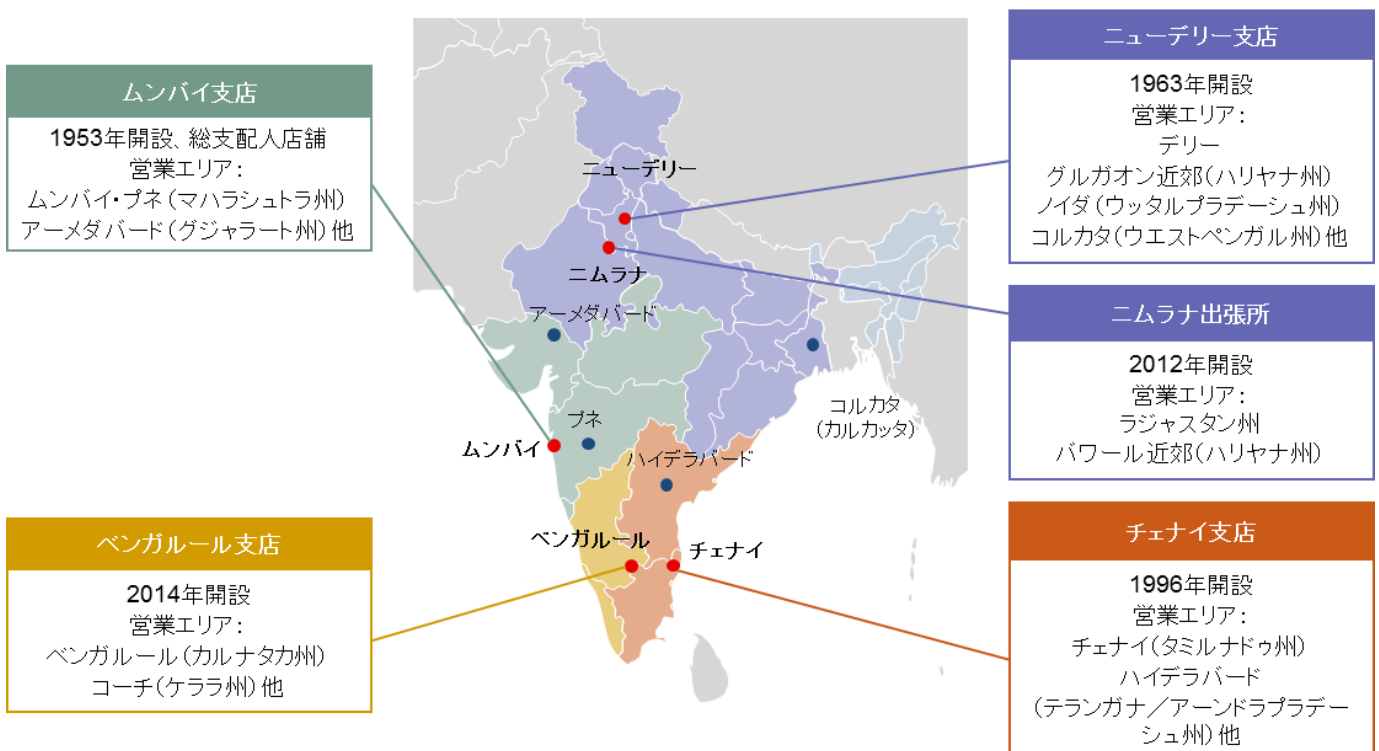 ムンバイ支店
1953年開設、総支配人店舗
営業エリア：
ムンバイ・プネ（マハラシュトラ州）
アーメダバード（グジャラート州）他
ニューデリー支店
1963年開設
営業エリア：
デリー
グルガオン近郊（ハリヤナ州）
ノイダ（ウッタルプラデーシュ州）
コルカタ（ウエストベンガル州）他
ニムラナ出張所
2012年開設
営業エリア：
ラジャスタン州
バワール近郊（ハリヤナ州）
ベンガルール支店
2014年開設
営業エリア：
ベンガルール（カルナタカ州）
コーチ（ケララ州）他
チェナイ支店
1996年開設
営業エリア：
チェナイ（タミルナドゥ州）
ハイデラバード
（テランガナ／アーンドラプラデー
シュ州）他
ニューデリー
ニムラナ
アーメダバード
コルカタ
（カルカッタ）
プネ
ムンバイ
ハイデラバード
ベンガルール
チェナイ